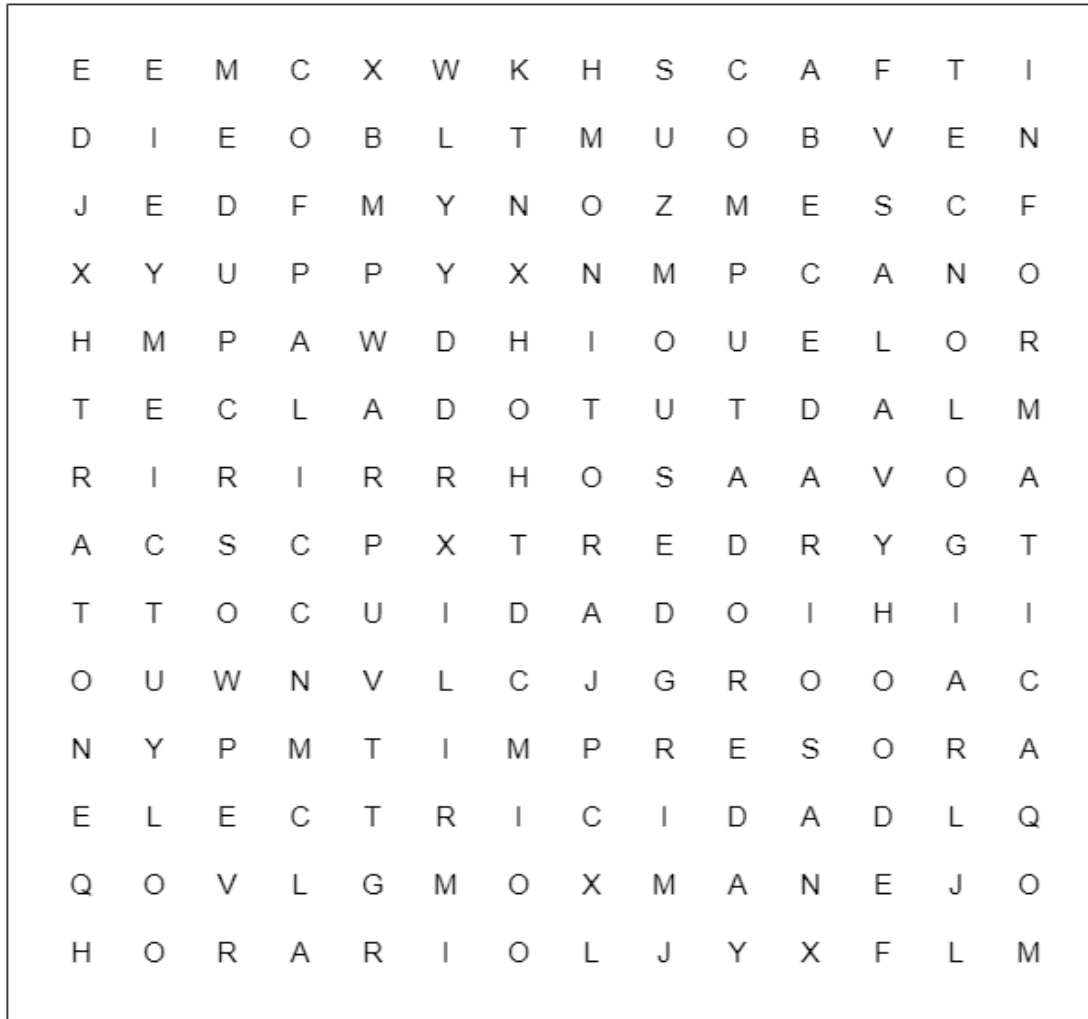 E E M C X W K H S C A F T I
D I E O B L T M U O B V E N
J E D F M Y N O Z M E S C F
X Y U P P Y X N M P C A N O
H M P A W D H I O U E L O R
T E C L A D O T U T D A L M
R I R I R R H O S A A V O A
A C S C P X T R E D R Y G T
T T O C U I D A D O I H I I
O U W N V L C J G R O O A C
N Y P M T I M P R E S O R A
E L E C T R I C I D A D L Q
Q O V L G M O X M A N E J O
H O R A R I O L J Y X F L M